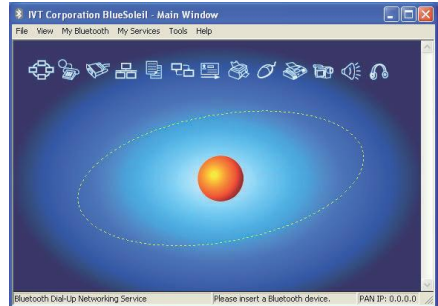 IVT Corporation BlueSoleil - Main Window
File View My Bluetooth My Services Tools Help
Bluetooth Dial-Up Networking Service Please insert a Bluetooth device. PAN IP: 0.0.0.0